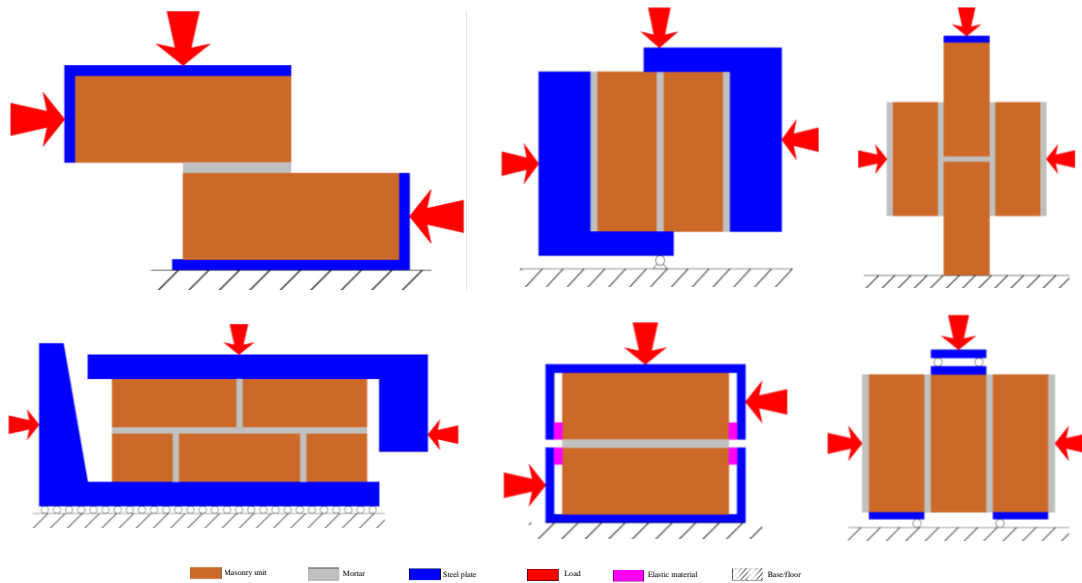 Masonry unit
Mortar
Steel plate
Load
Elastic material
Base/floor